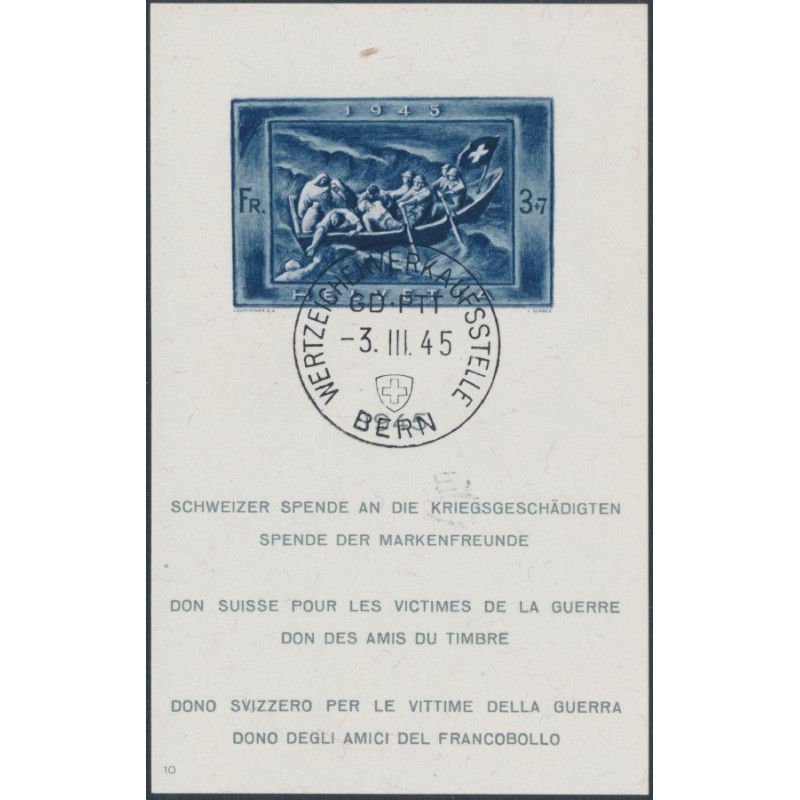 1945
FR. 3+7
HELVETIA
WERTZEICHENVERKAUFSSTELLE
GD·PTT
-3. III. 45
BERN
1945
SCHWEIZER SPENDE AN DIE KRIEGSGESCHÄDIGTEN
SPENDE DER MARKENFREUNDE
DON SUISSE POUR LES VICTIMES DE LA GUERRE
DON DES AMIS DU TIMBRE
DONO SVIZZERO PER LE VITTIME DELLA GUERRA
DONO DEGLI AMICI DEL FRANCOBOLLO
10